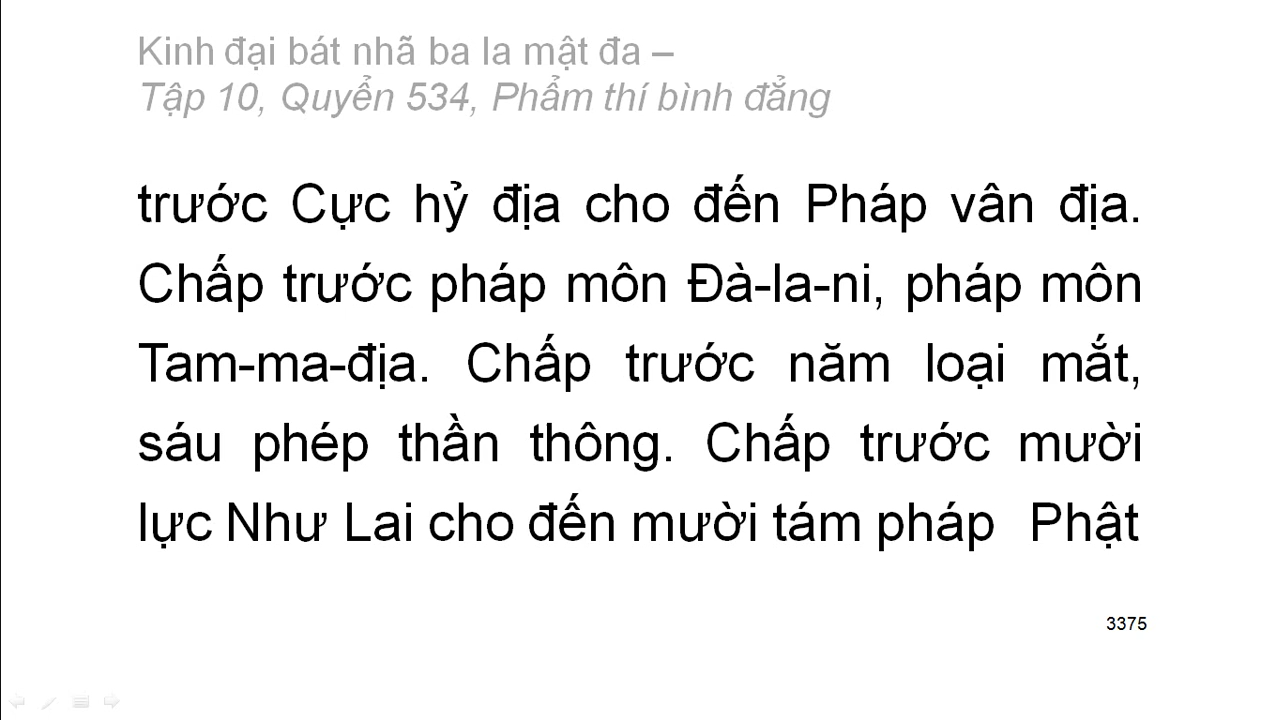 Kinh đại bát nhã ba la mật đa –
Tập 10, Quyển 534, Phẩm thí bình đẳng
trước Cực hỷ địa cho đến Pháp vân địa.
Chấp trước pháp môn Đà-la-ni, pháp môn
Tam-ma-địa. Chấp trước năm loại mắt,
sáu phép thần thông. Chấp trước mười
lực Như Lai cho đến mười tám pháp Phật
3375